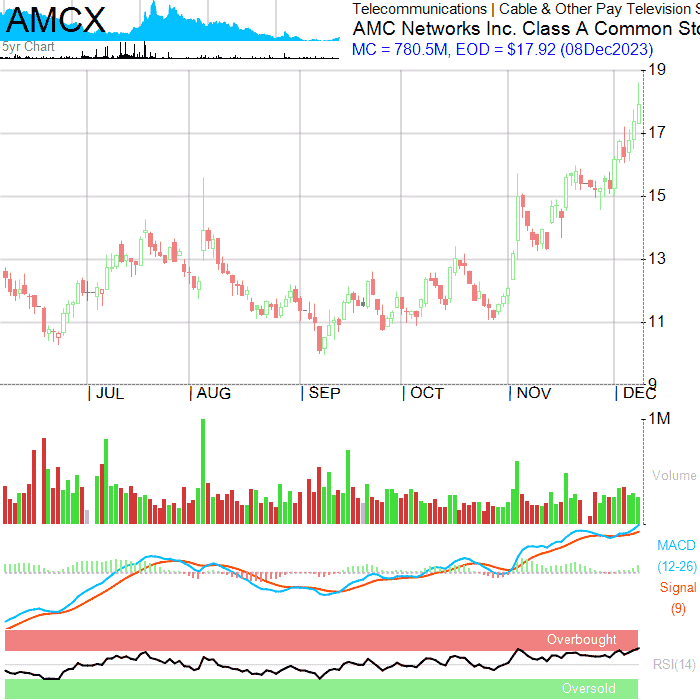 AMCX
5yr Chart
Telecommunications | Cable & Other Pay Television
AMC Networks Inc. Class A Common
MC = 780.5M, EOD = $17.92 (08Dec2023)
19
17
15
13
11
9
JUL AUG SEP OCT NOV DEC
1M
Volume
MACD
(12-26)
Signal
(9)
Overbought
RSI(14)
Oversold